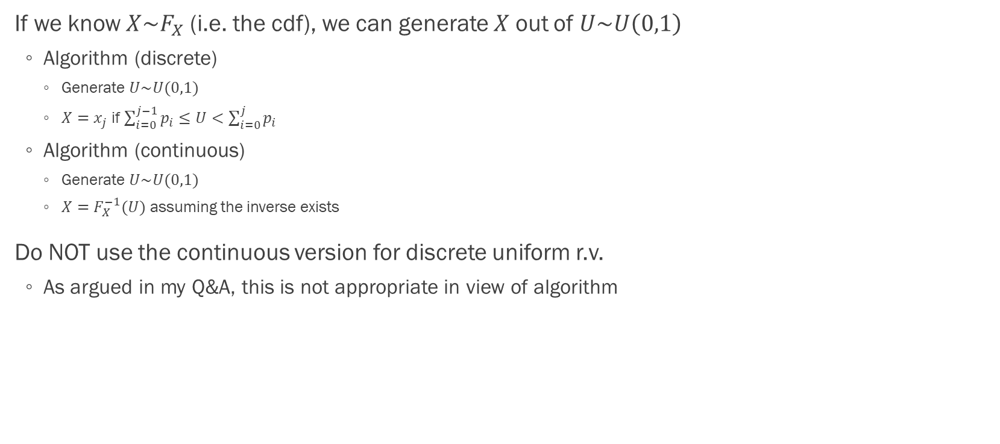 If we know $X \sim F_X$ (i.e. the cdf), we can generate $X$ out of $U \sim U(0,1)$
◦ Algorithm (discrete)
◦ Generate $U \sim U(0,1)$
◦ $X = x_j$ if $\sum_{i=0}^{j-1} p_i \leq U < \sum_{i=0}^{j} p_i$
◦ Algorithm (continuous)
◦ Generate $U \sim U(0,1)$
◦ $X = F_X^{-1}(U)$ assuming the inverse exists
Do NOT use the continuous version for discrete uniform r.v.
◦ As argued in my Q&A, this is not appropriate in view of algorithm